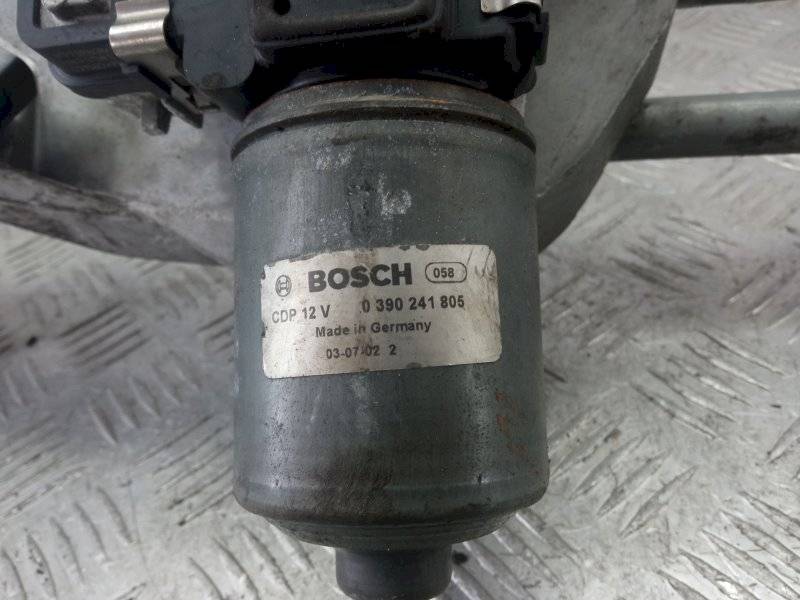 BOSCH 058
CDP 12 V 0 390 241 805
Made in Germany
03-07-02 2